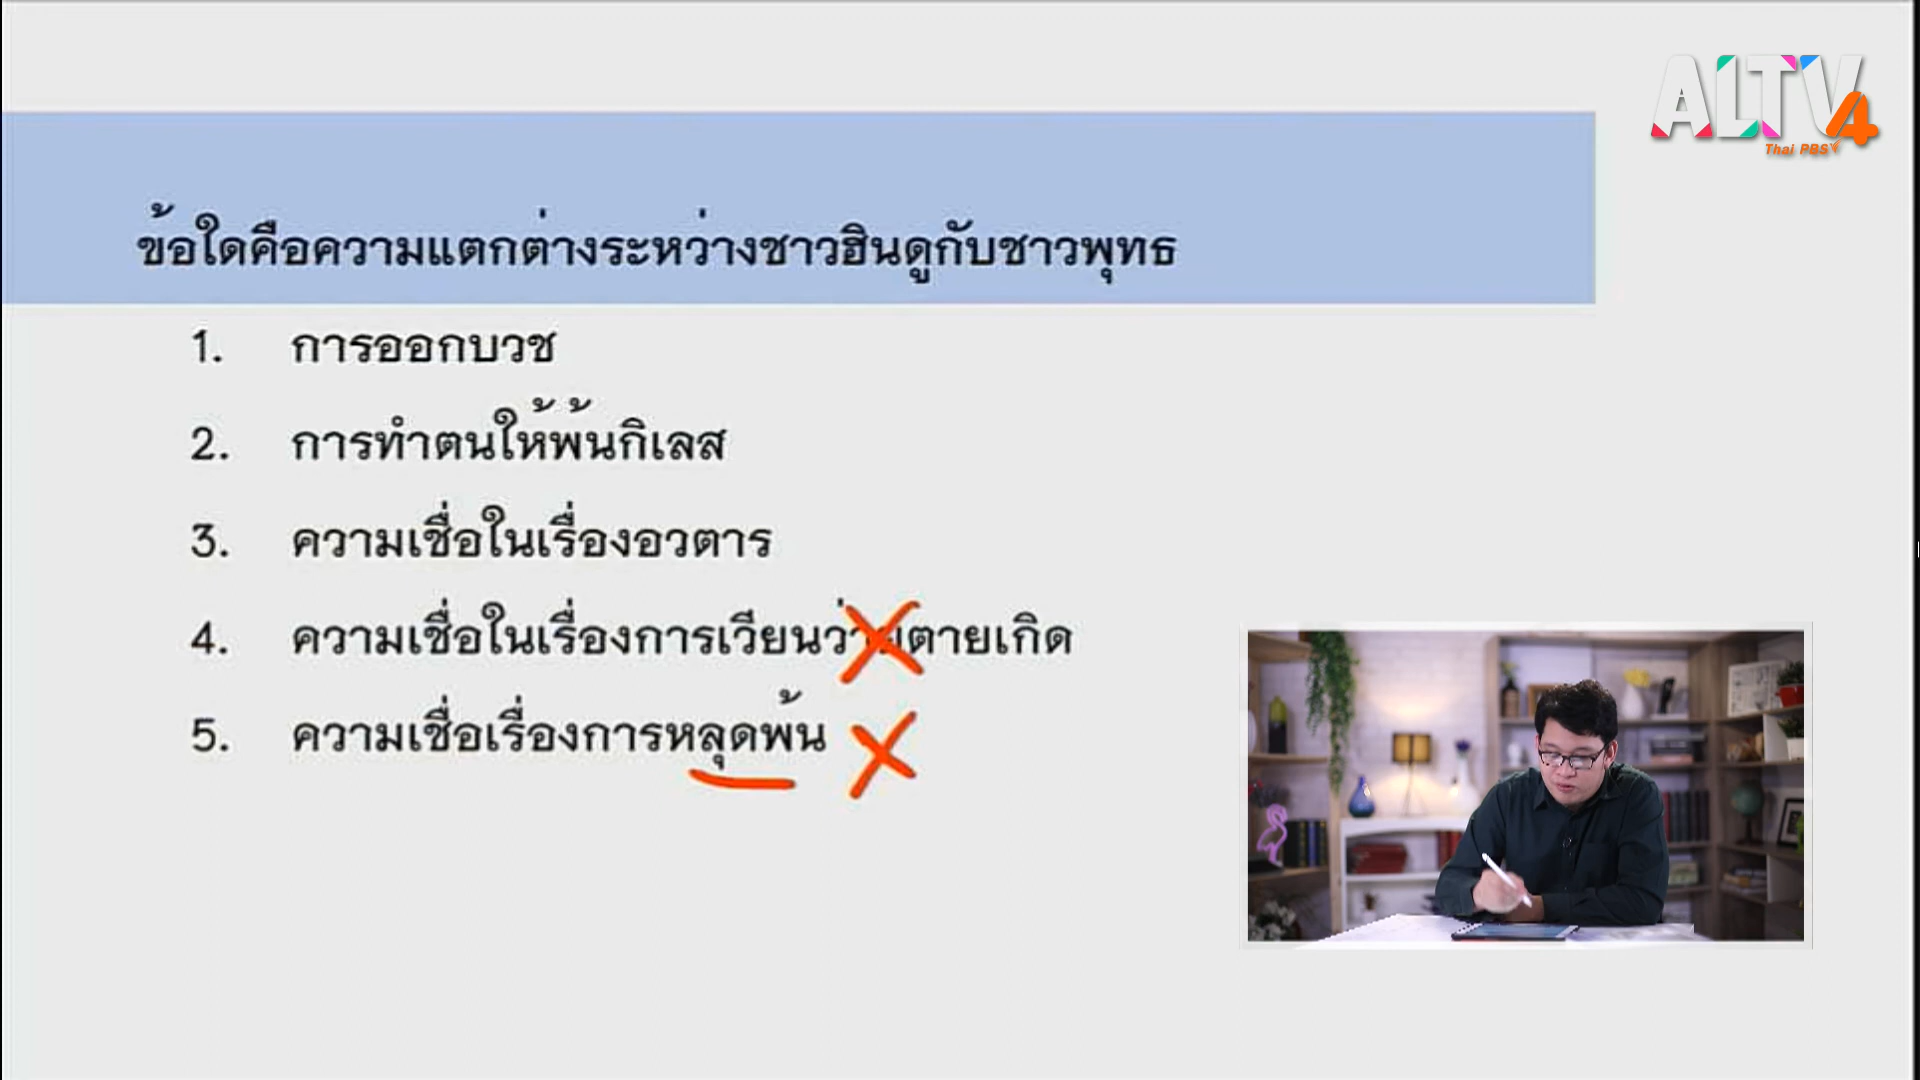 ALTV4
Thai PBS
ข้อใดคือความแตกต่างระหว่างชาวฮินดูกับชาวพุทธ
1. การออกบวช
2. การทำตนให้พ้นกิเลส
3. ความเชื่อในเรื่องอวตาร
4. ความเชื่อในเรื่องการเวียนว่ายตายเกิด
5. ความเชื่อเรื่องการหลุดพ้น